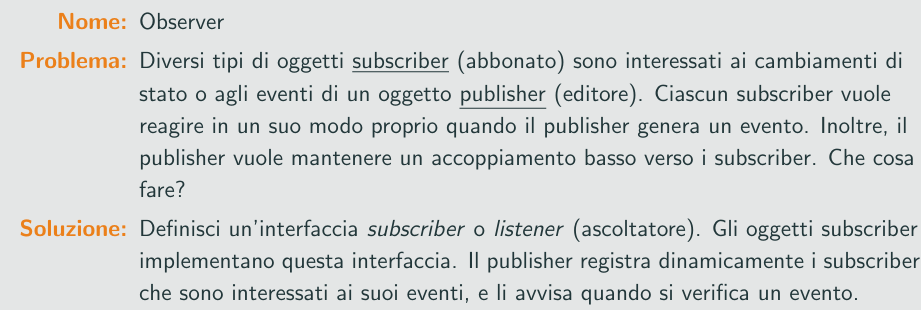 Nome: Observer
Problema: Diversi tipi di oggetti subscriber (abbonato) sono interessati ai cambiamenti di
stato o agli eventi di un oggetto publisher (editore). Ciascun subscriber vuole
reagire in un suo modo proprio quando il publisher genera un evento. Inoltre, il
publisher vuole mantenere un accoppiamento basso verso i subscriber. Che cosa
fare?
Soluzione: Definisci un'interfaccia subscriber o listener (ascoltatore). Gli oggetti subscriber
implementano questa interfaccia. Il publisher registra dinamicamente i subscriber
che sono interessati ai suoi eventi, e li avvisa quando si verifica un evento.